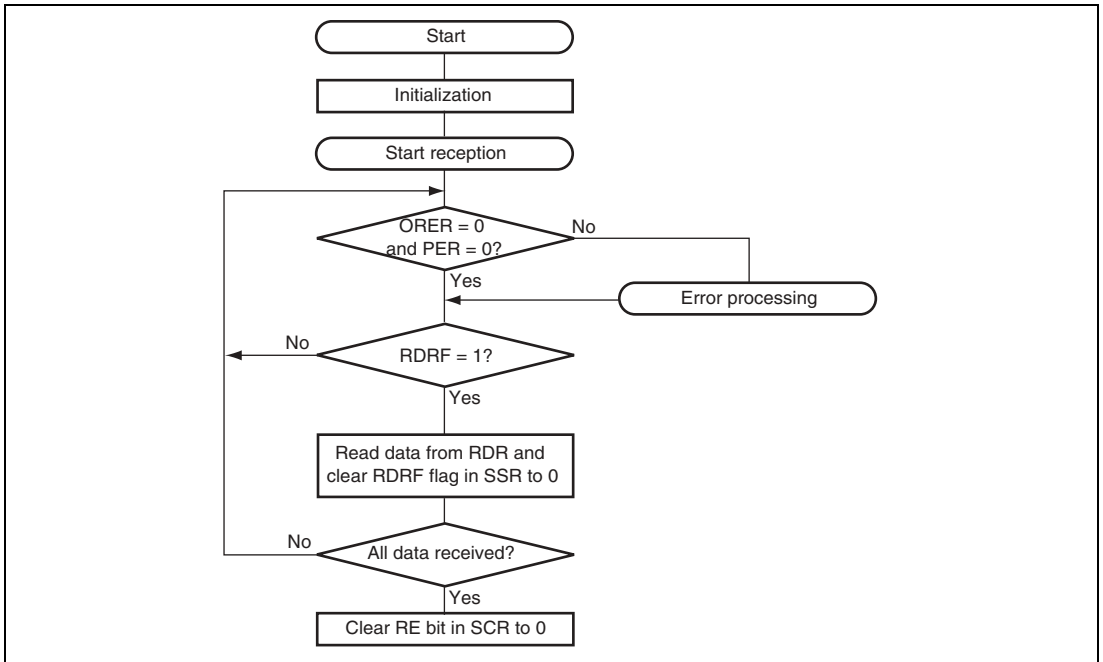 Start
Initialization
Start reception
ORER = 0
and PER = 0?
No
Yes
Error processing
No
RDRF = 1?
Yes
Read data from RDR and
clear RDRF flag in SSR to 0
No
All data received?
Yes
Clear RE bit in SCR to 0